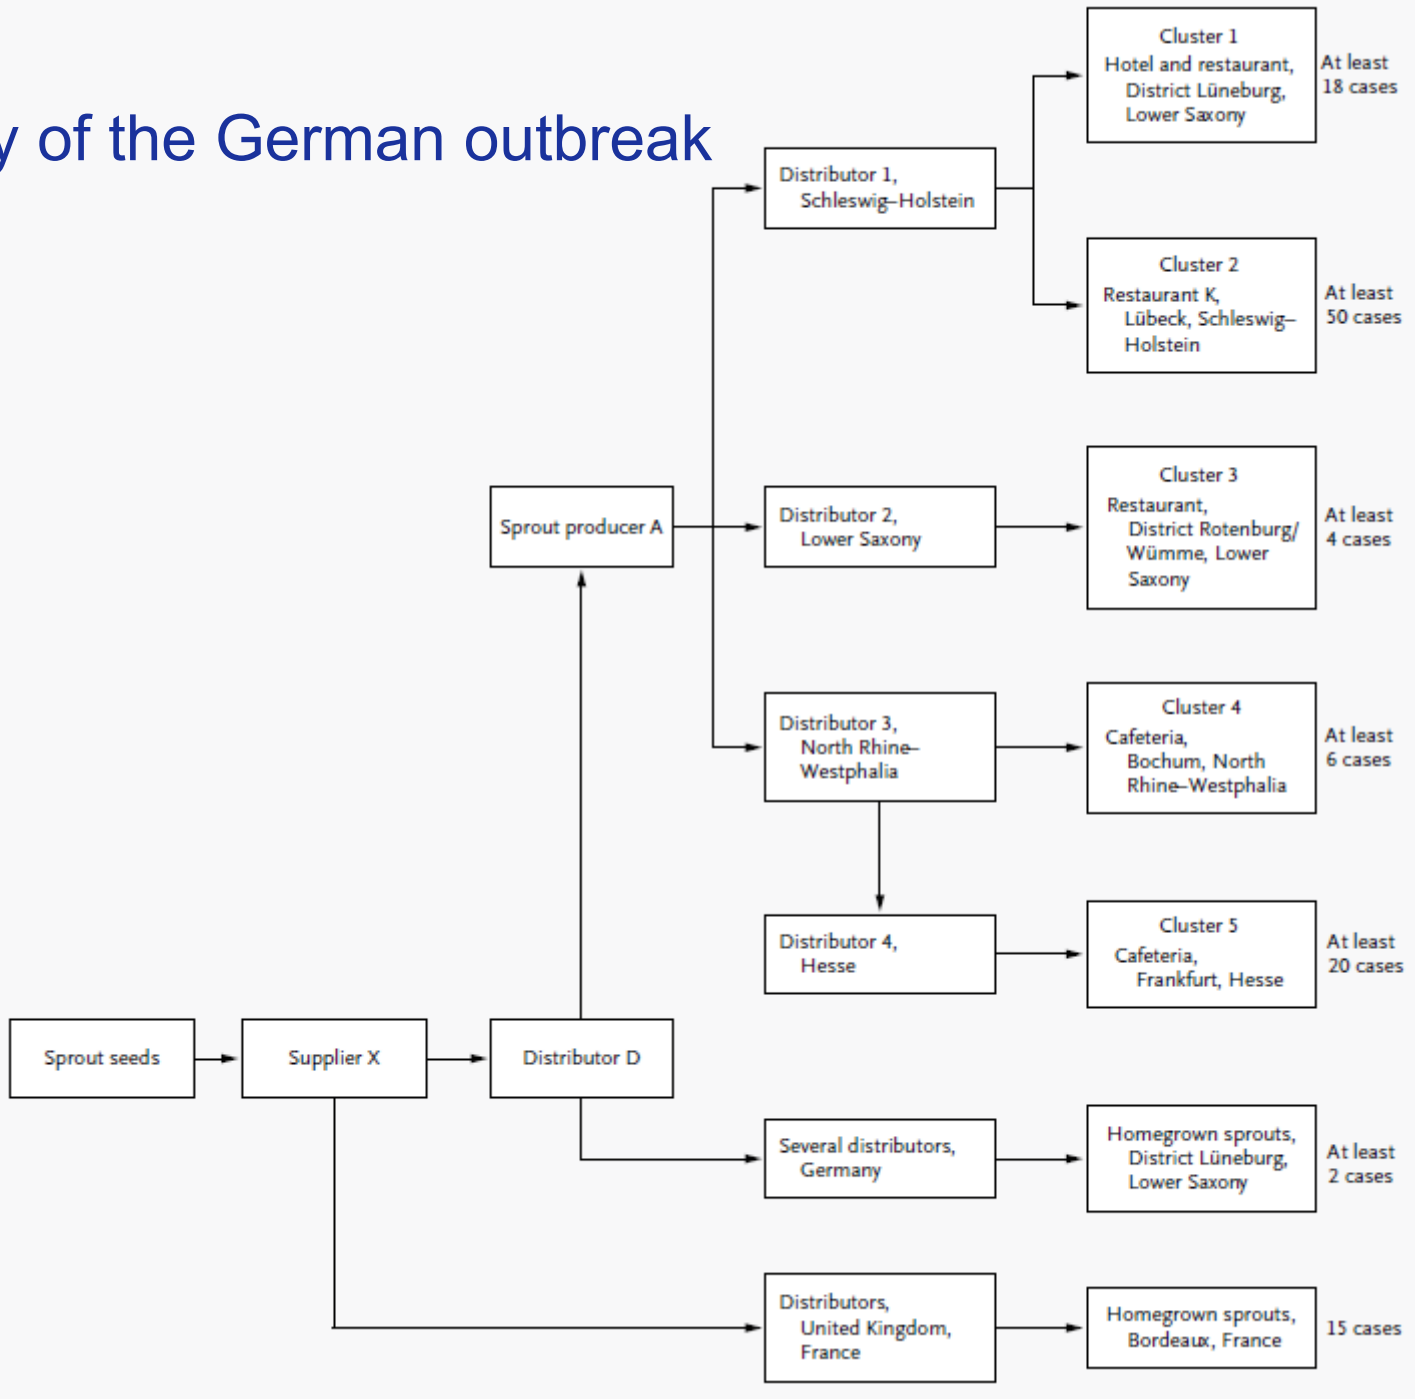 y of the German outbreak
Cluster 1
Hotel and restaurant,
District Lüneburg,
Lower Saxony
At least
18 cases
Distributor 1,
Schleswig–Holstein
Cluster 2
Restaurant K,
Lübeck, Schleswig–
Holstein
At least
50 cases
Sprout producer A
Distributor 2,
Lower Saxony
Cluster 3
Restaurant,
District Rotenburg/
Wümme, Lower
Saxony
At least
4 cases
Distributor 3,
North Rhine–
Westphalia
Cluster 4
Cafeteria,
Bochum, North
Rhine–Westphalia
At least
6 cases
Distributor 4,
Hesse
Cluster 5
Cafeteria,
Frankfurt, Hesse
At least
20 cases
Sprout seeds
Supplier X
Distributor D
Several distributors,
Germany
Homegrown sprouts,
District Lüneburg,
Lower Saxony
At least
2 cases
Distributors,
United Kingdom,
France
Homegrown sprouts,
Bordeaux, France
15 cases